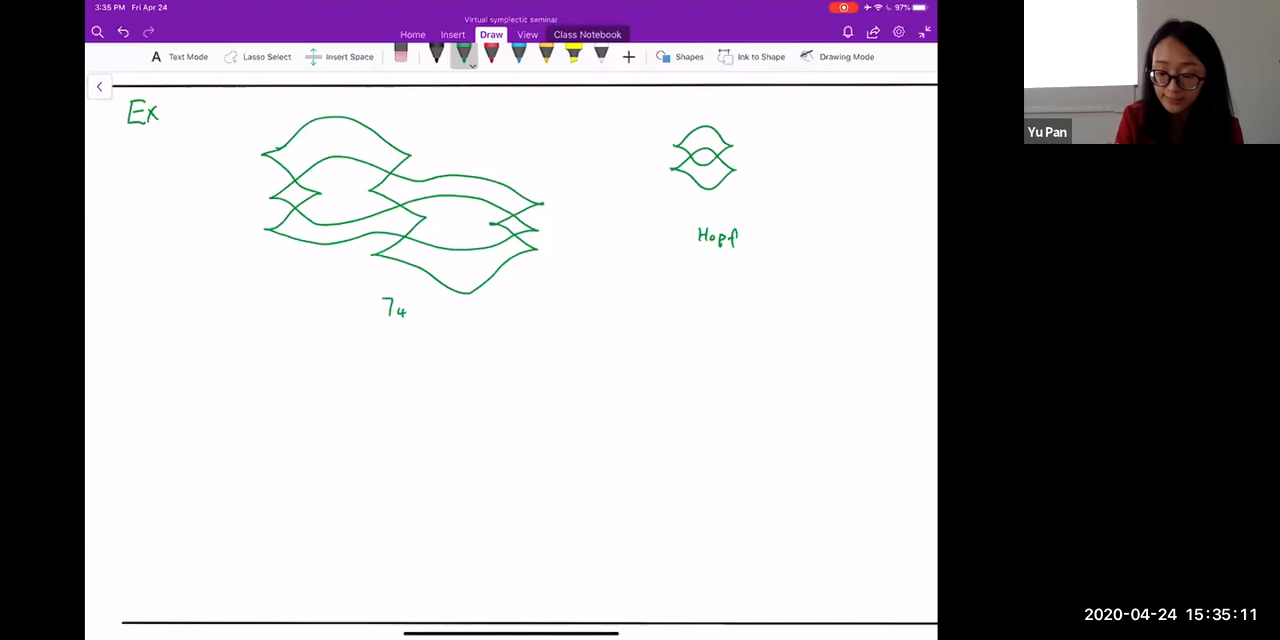 3:35 PM Fri Apr 24
97%
Virtual symplectic seminar
Home Insert Draw View Class Notebook
Text Mode Lasso Select Insert Space Shapes Ink to Shape Drawing Mode
Ex
Yu Pan
Hopf
7₄
2020-04-24 15:35:11